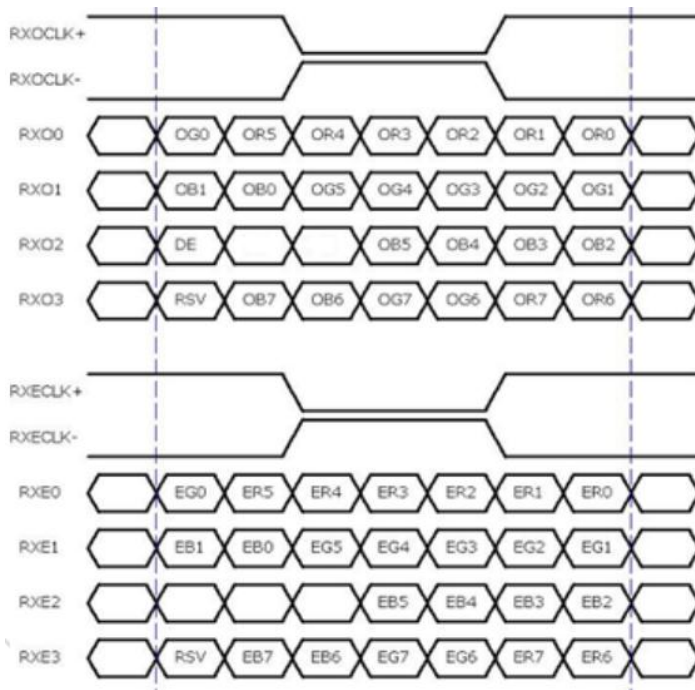 RXOCLK+
RXOCLK-
RXO0 OG0 OR5 OR4 OR3 OR2 OR1 OR0
RXO1 OB1 OB0 OG5 OG4 OG3 OG2 OG1
RXO2 DE OB5 OB4 OB3 OB2
RXO3 RSV OB7 OB6 OG7 OG6 OR7 OR6
RXECLK+
RXECLK-
RXE0 EG0 ER5 ER4 ER3 ER2 ER1 ER0
RXE1 EB1 EB0 EG5 EG4 EG3 EG2 EG1
RXE2 EB5 EB4 EB3 EB2
RXE3 RSV EB7 EB6 EG7 EG6 ER7 ER6